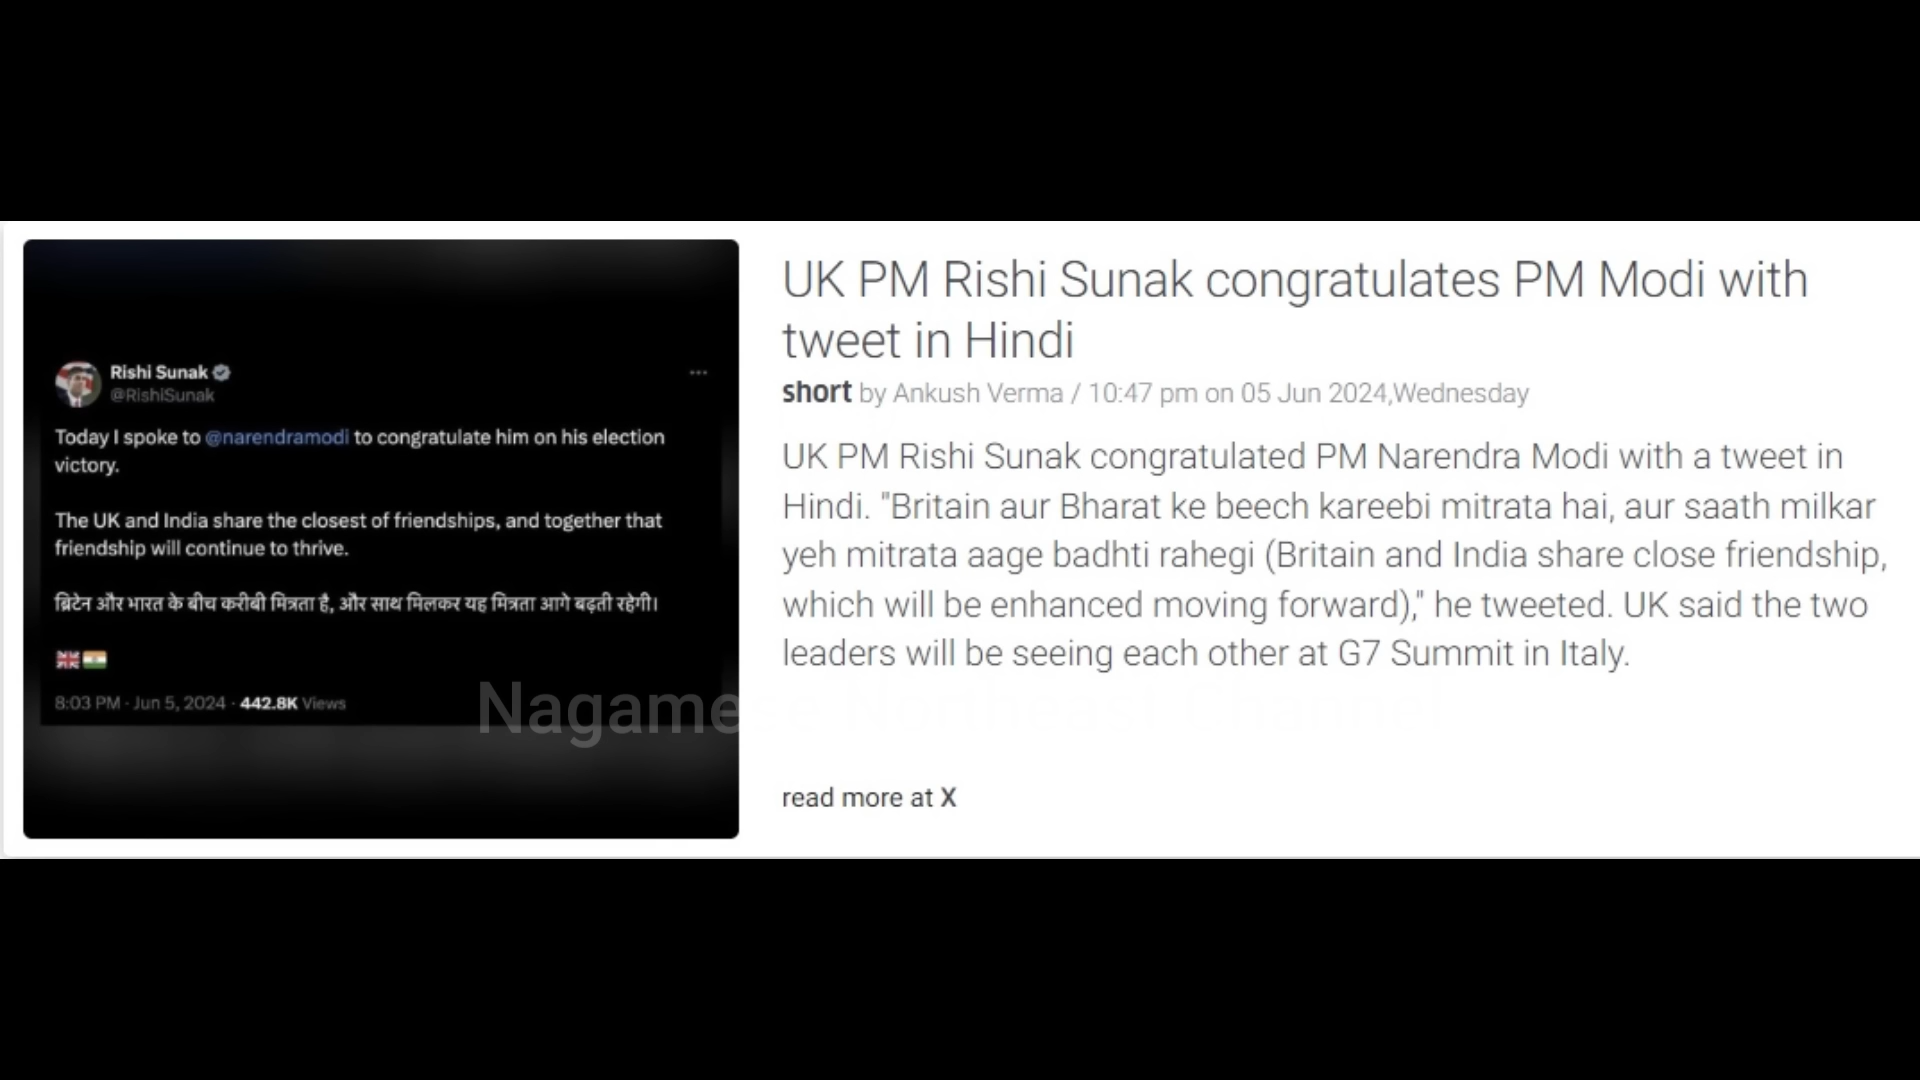 Rishi Sunak
@RishiSunak
Today I spoke to @narendramodi to congratulate him on his election
victory.
The UK and India share the closest of friendships, and together that
friendship will continue to thrive.
ब्रिटेन और भारत के बीच करीबी मित्रता है, और साथ मिलकर यह मित्रता आगे बढ़ती रहेगी।
8:03 PM · Jun 5, 2024 · 442.8K Views
UK PM Rishi Sunak congratulates PM Modi with
tweet in Hindi
short by Ankush Verma / 10:47 pm on 05 Jun 2024,Wednesday
UK PM Rishi Sunak congratulated PM Narendra Modi with a tweet in
Hindi. "Britain aur Bharat ke beech kareebi mitrata hai, aur saath milkar
yeh mitrata aage badhti rahegi (Britain and India share close friendship,
which will be enhanced moving forward)," he tweeted. UK said the two
leaders will be seeing each other at G7 Summit in Italy.
read more at X
Nagamese Northeast